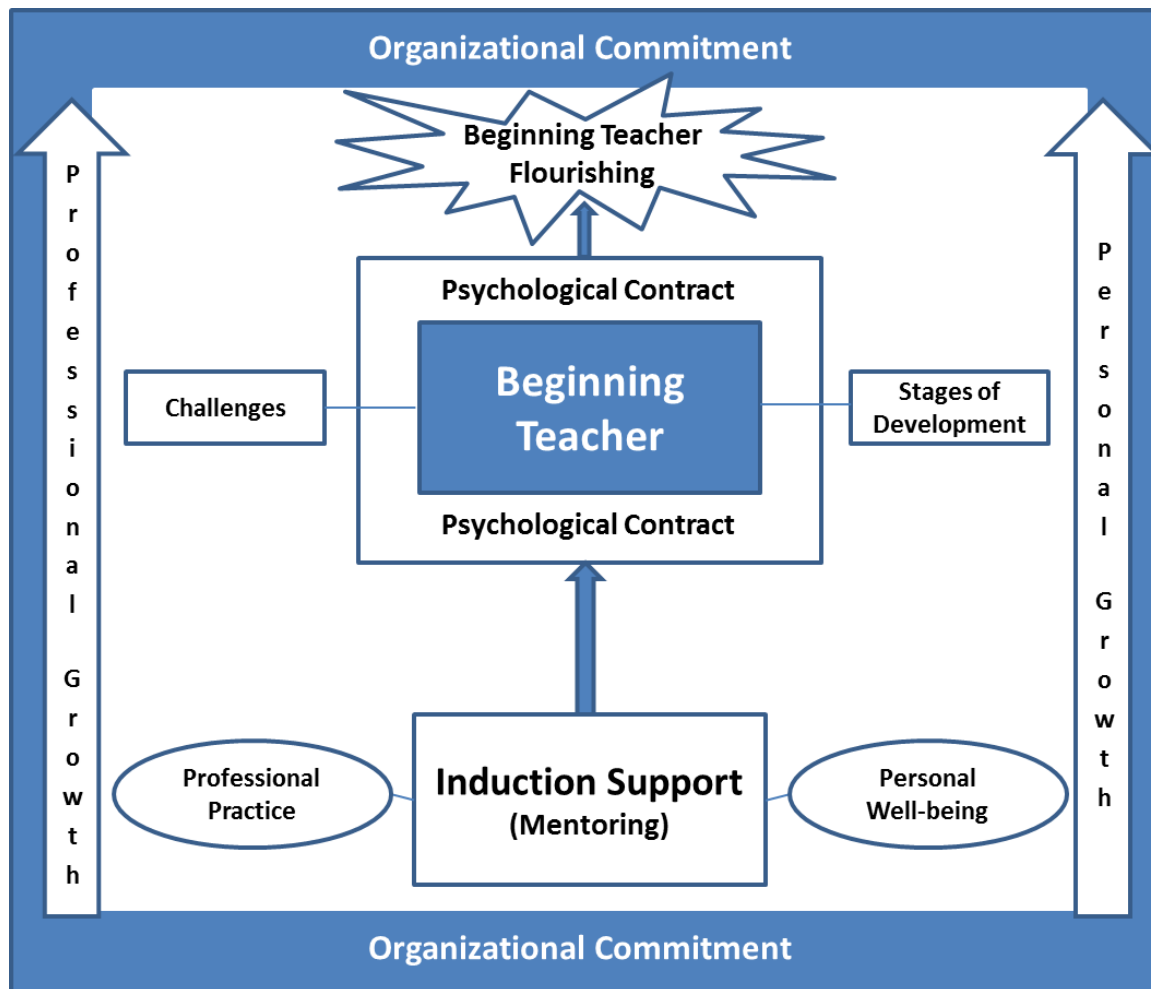 Organizational Commitment
Beginning Teacher
Flourishing
Professional Growth
Personal Growth
Psychological Contract
Beginning
Teacher
Challenges
Stages of
Development
Psychological Contract
Induction Support
(Mentoring)
Professional
Practice
Personal
Well-being
Organizational Commitment